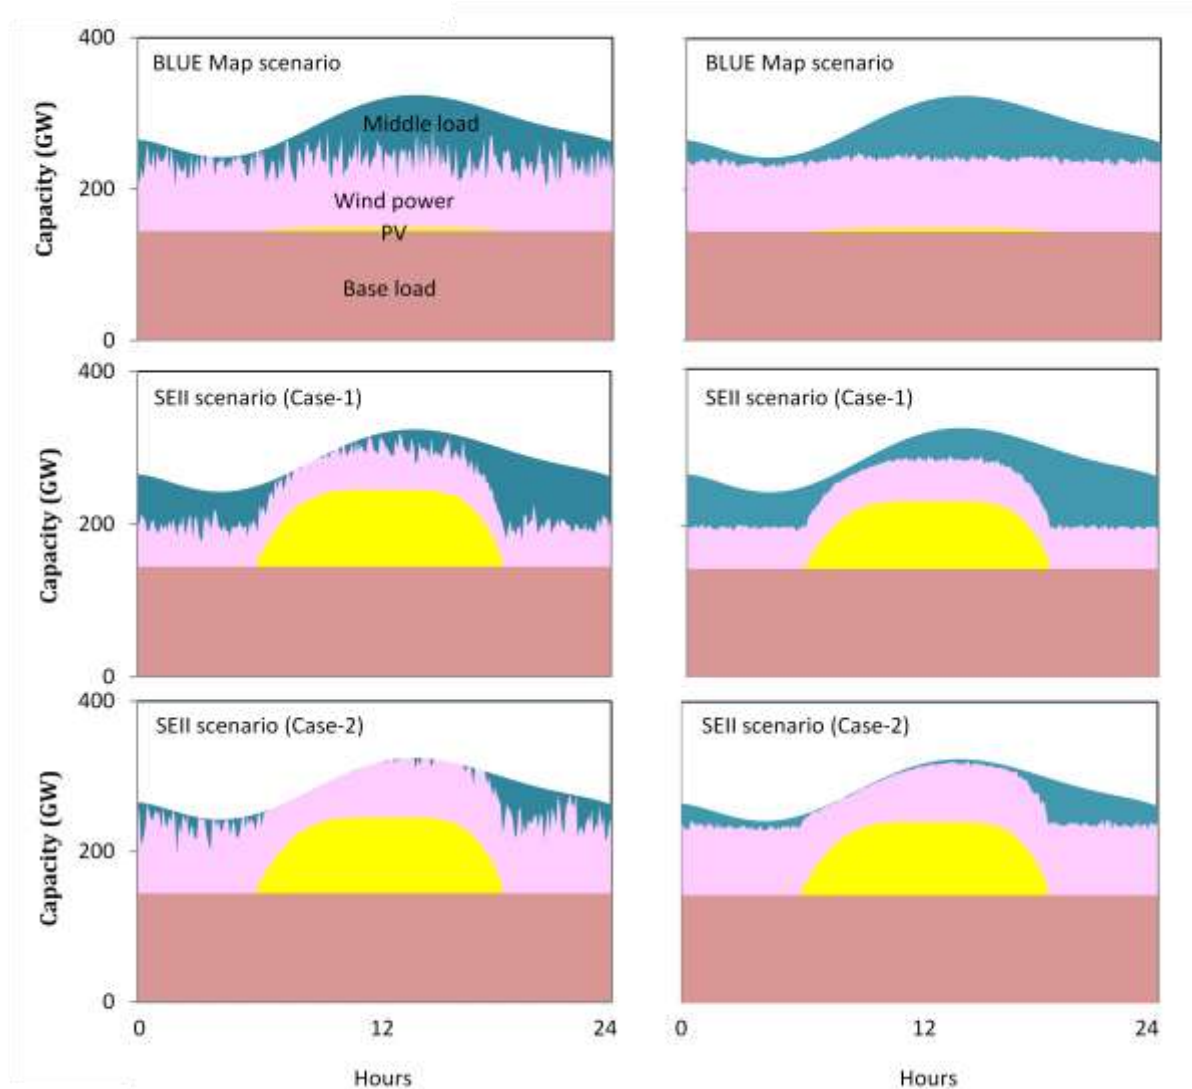 400
BLUE Map scenario
Middle load
Capacity (GW)
200
Wind power
PV
Base load
0
BLUE Map scenario
400
SEII scenario (Case-1)
Capacity (GW)
200
0
SEII scenario (Case-1)
400
SEII scenario (Case-2)
Capacity (GW)
200
0
0
12
24
Hours
SEII scenario (Case-2)
0
12
24
Hours